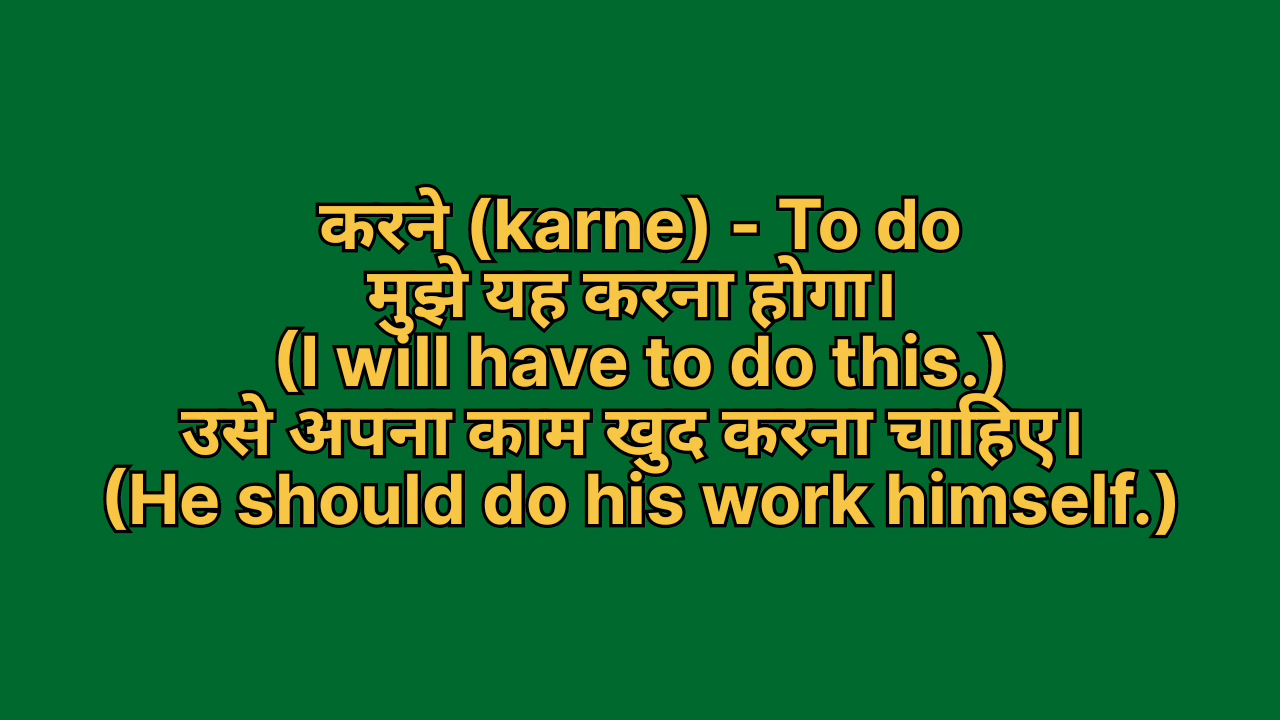 करने (karne) - To do
मुझे यह करना होगा।
(I will have to do this.)
उसे अपना काम खुद करना चाहिए।
(He should do his work himself.)